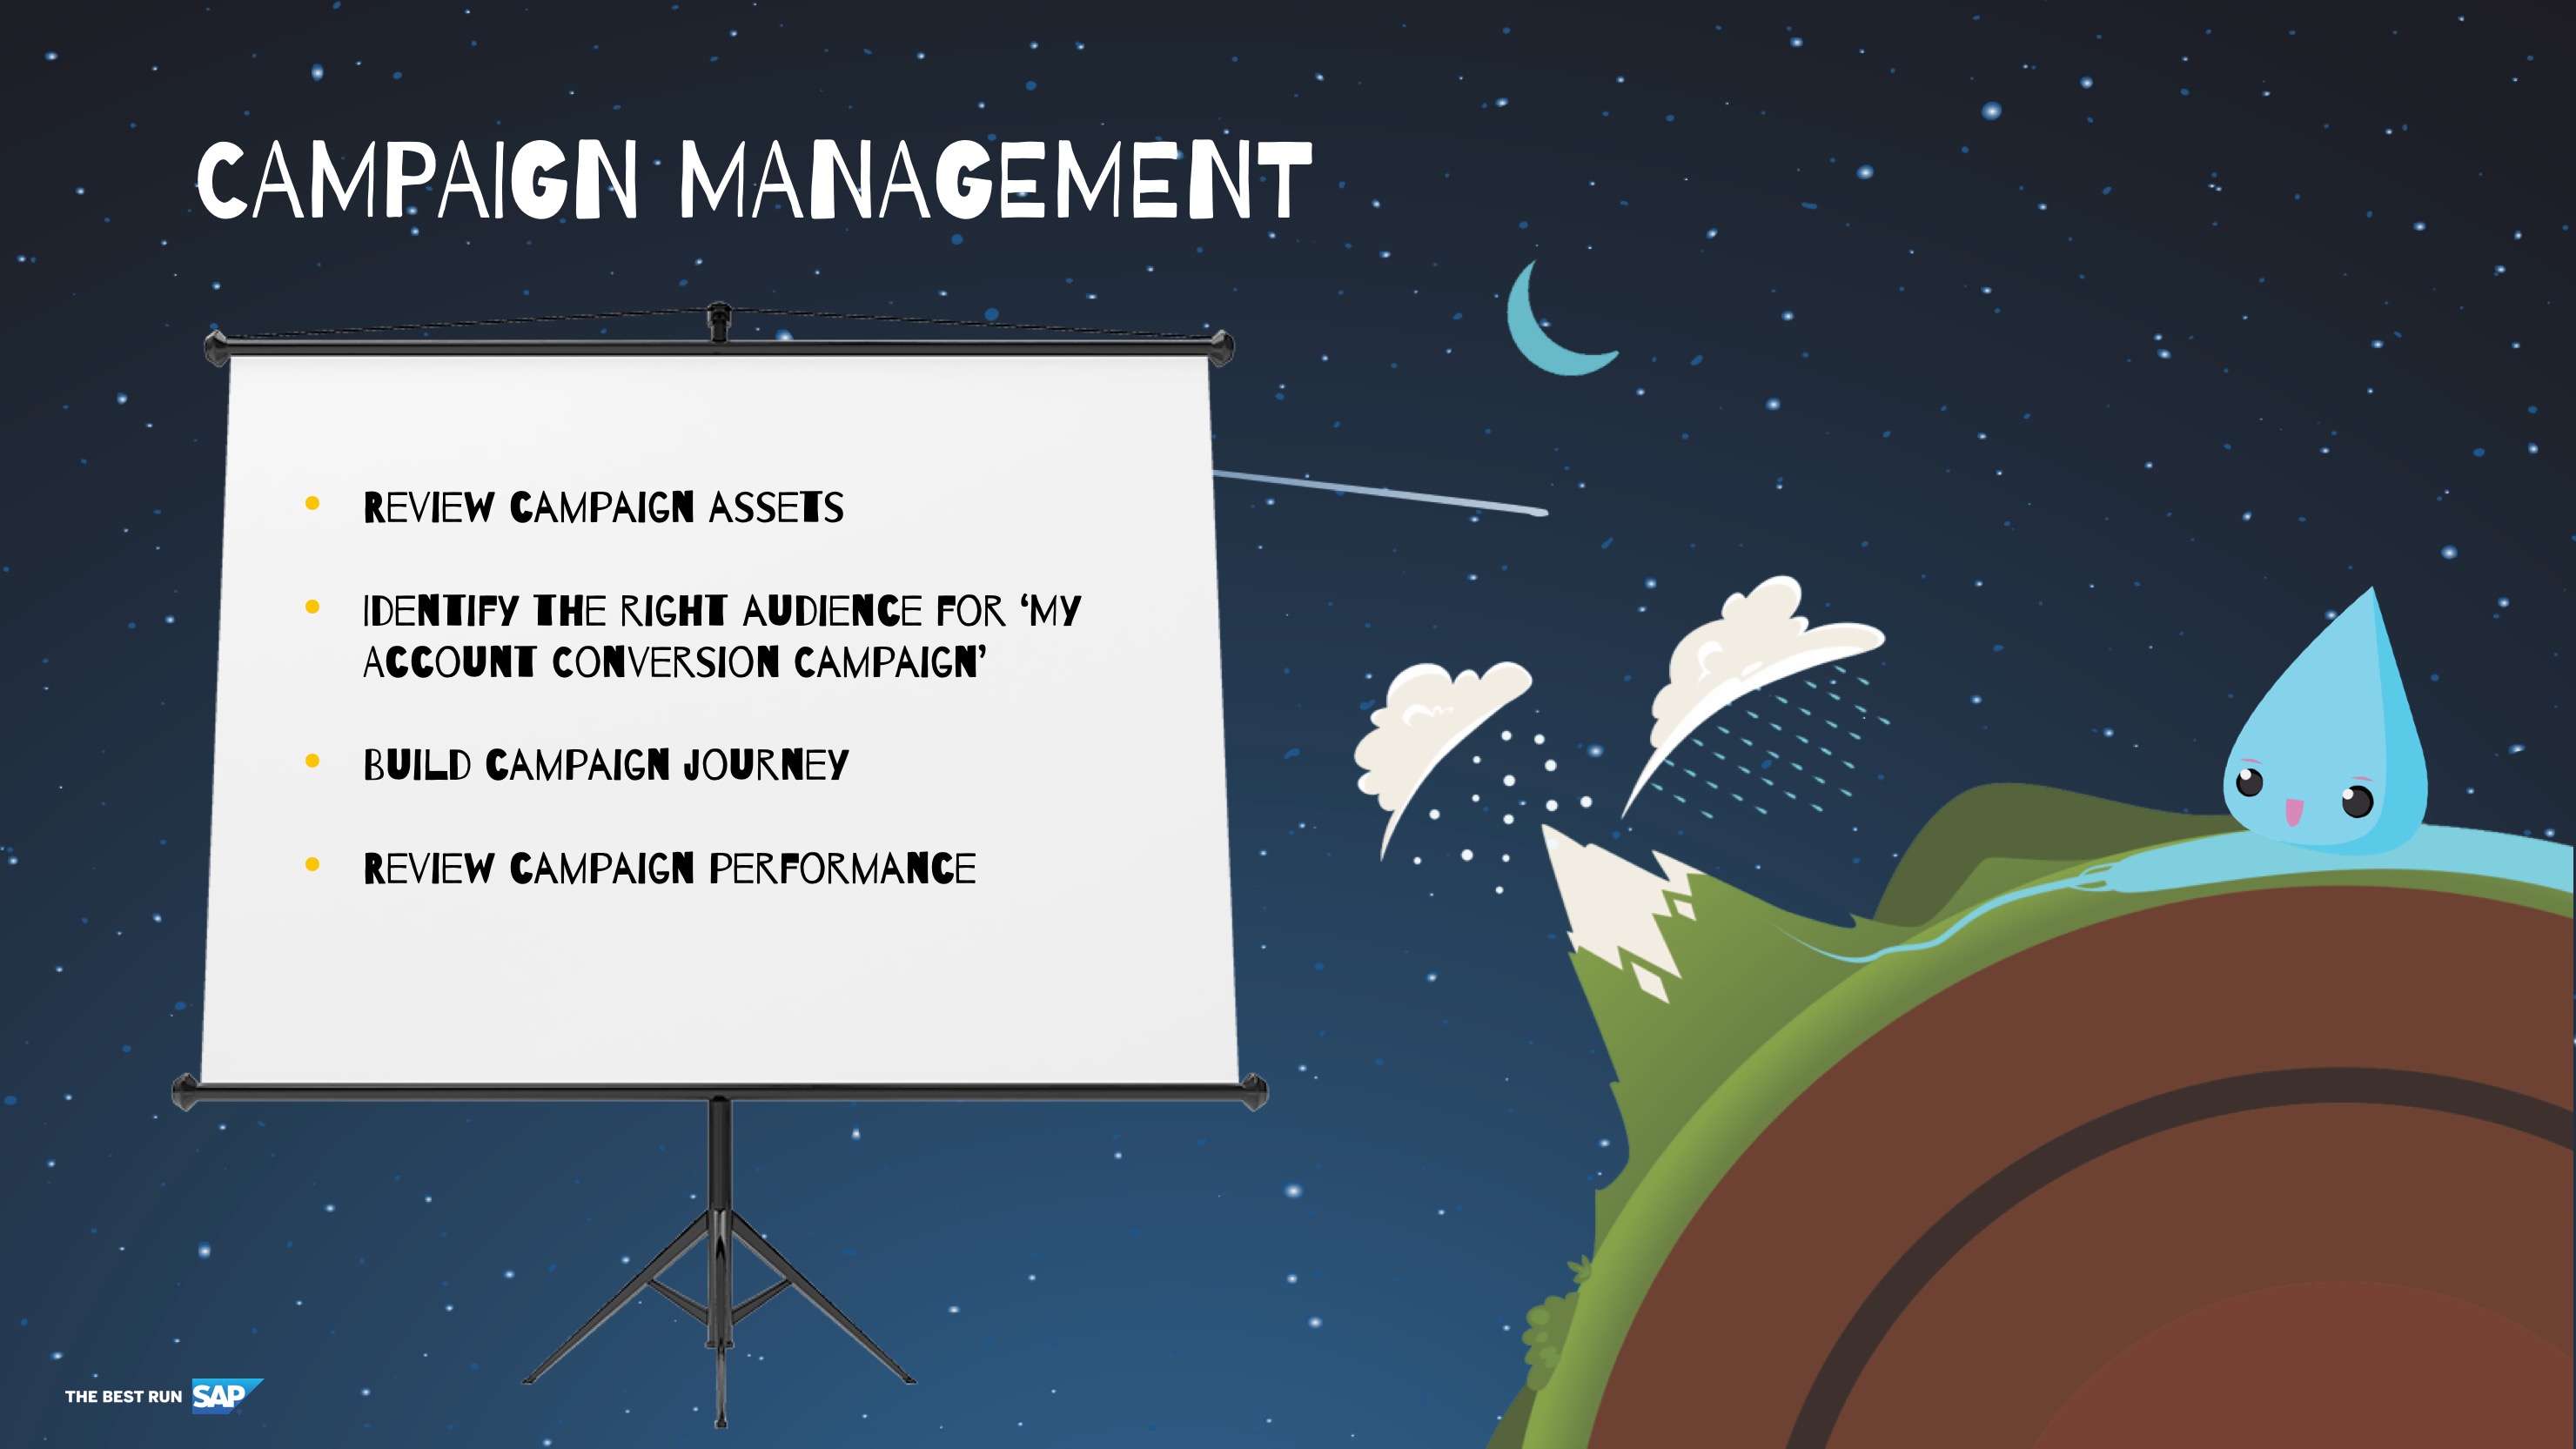 CAMPAIGN MANAGEMENT
• REVIEW CAMPAIGN ASSETS
• IDENTIFY THE RIGHT AUDIENCE FOR ‘MY
ACCOUNT CONVERSION CAMPAIGN’
• BUILD CAMPAIGN JOURNEY
• REVIEW CAMPAIGN PERFORMANCE
THE BEST RUN SAP